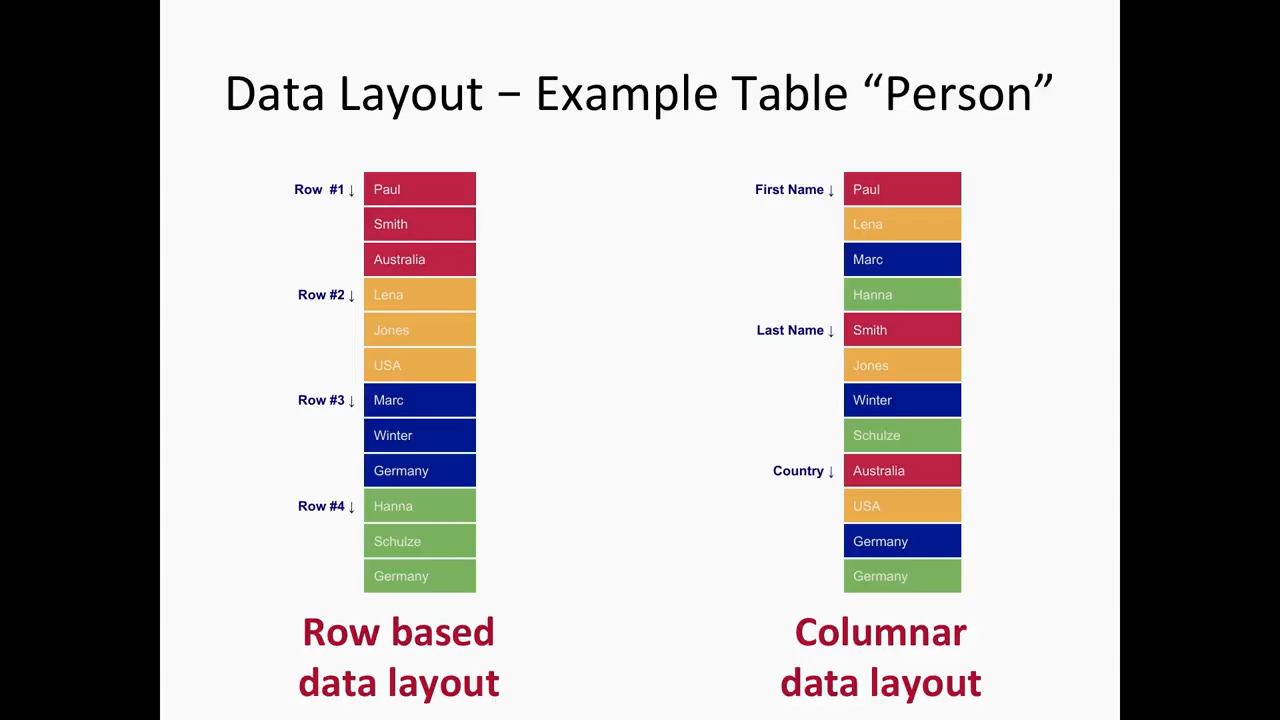 Data Layout – Example Table “Person”
Row #1 ↓ Paul
Smith
Australia
Row #2 ↓ Lena
Jones
USA
Row #3 ↓ Marc
Winter
Germany
Row #4 ↓ Hanna
Schulze
Germany
Row based
data layout
First Name ↓ Paul
Lena
Marc
Hanna
Last Name ↓ Smith
Jones
Winter
Schulze
Country ↓ Australia
USA
Germany
Germany
Columnar
data layout